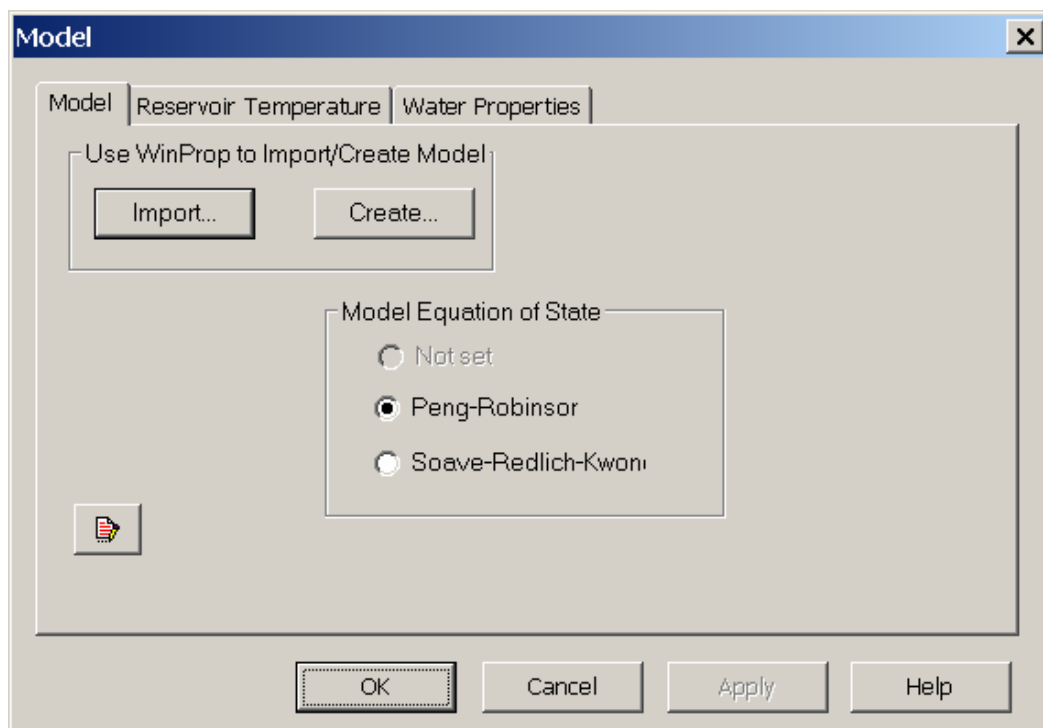 Model
Model Reservoir Temperature Water Properties
Use WinProp to Import/Create Model
Import... Create...
Model Equation of State
Not set
Peng-Robinsor
Soave-Redlich-Kwon
OK Cancel Apply Help